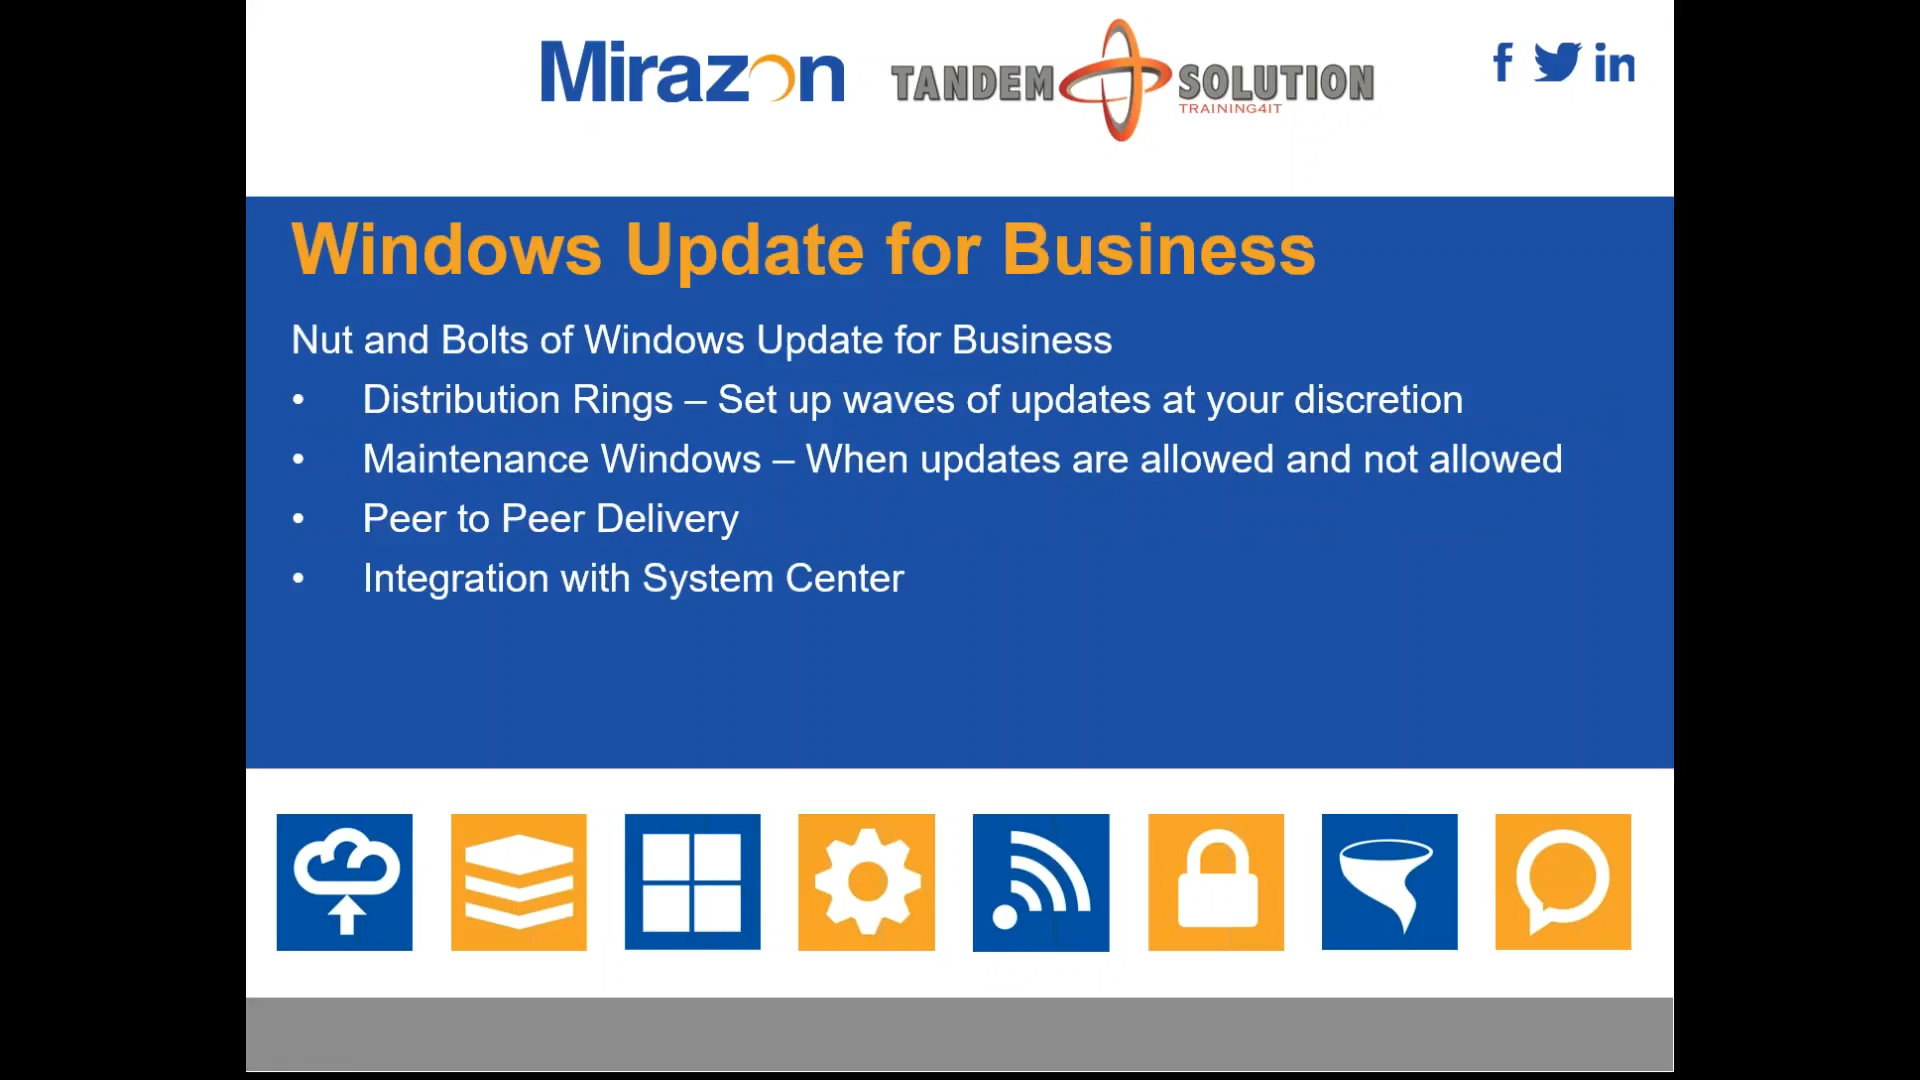 Mirazon
TANDEM SOLUTION
TRAINING4IT
f in
Windows Update for Business
Nut and Bolts of Windows Update for Business
• Distribution Rings – Set up waves of updates at your discretion
• Maintenance Windows – When updates are allowed and not allowed
• Peer to Peer Delivery
• Integration with System Center